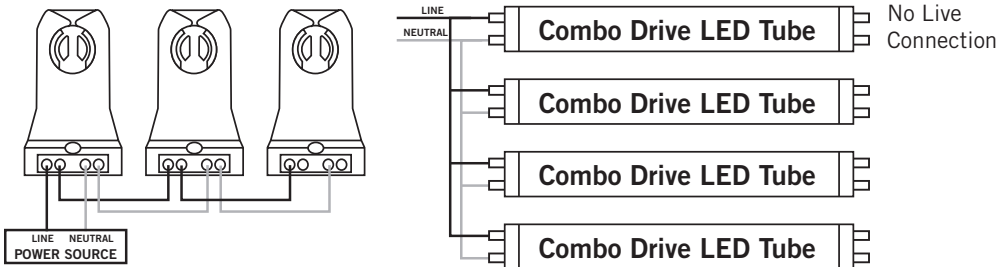 LINE
NEUTRAL
POWER SOURCE
LINE
NEUTRAL
Combo Drive LED Tube
No Live
Connection
Combo Drive LED Tube
Combo Drive LED Tube
Combo Drive LED Tube